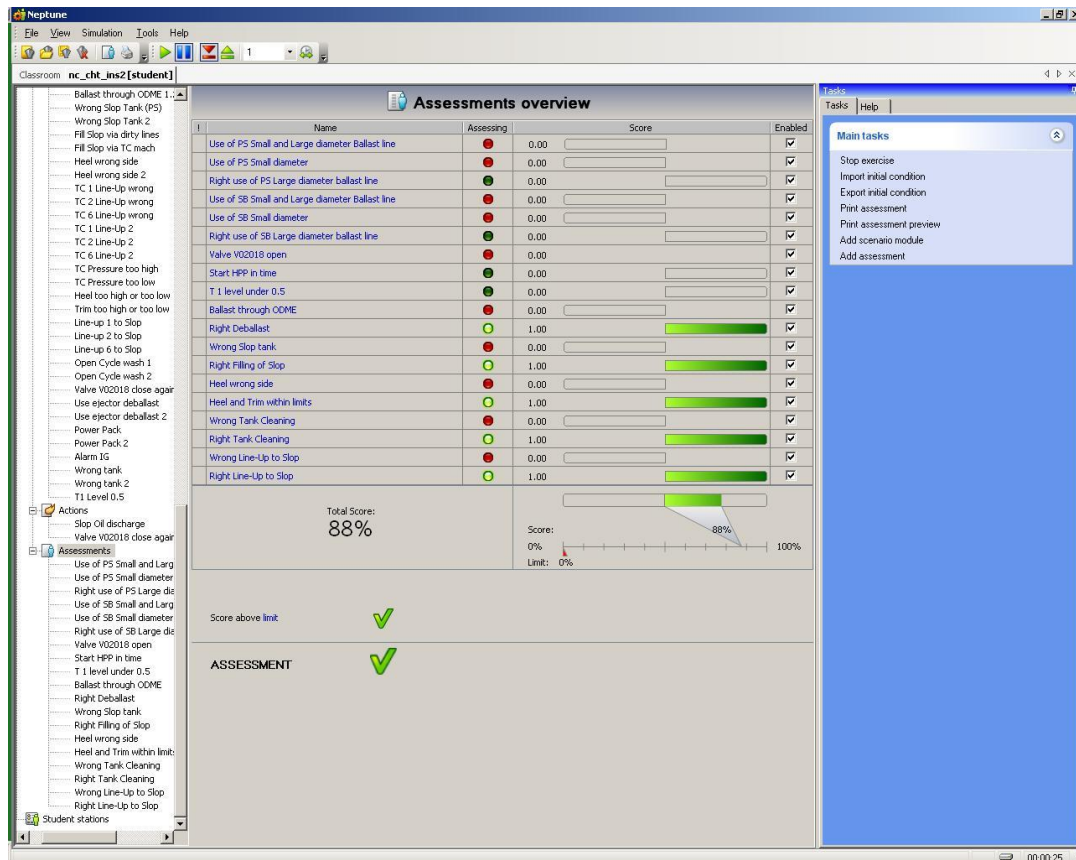 Neptune
File View Simulation Tools Help
1
Classroom nc_cht_ins2 [student]
Ballast through ODME 1..
Wrong Slop Tank (PS)
Wrong Slop Tank 2
Fill Slop via dirty lines
Fill Slop via TC mach
Heel wrong side
Heel wrong side 2
TC 1 Line-Up wrong
TC 2 Line-Up wrong
TC 6 Line-Up wrong
TC 1 Line-Up 2
TC 2 Line-Up 2
TC 6 Line-Up 2
TC Pressure too high
TC Pressure too low
Heel too high or too low
Trim too high or too low
Line-up 1 to Slop
Line-up 2 to Slop
Line-up 6 to Slop
Open Cycle wash 1
Open Cycle wash 2
Valve V02018 close agair
Use ejector deballast
Use ejector deballast 2
Power Pack
Power Pack 2
Alarm IG
Wrong tank
Wrong tank 2
T1 Level 0.5
Actions
Slop Oil discharge
Valve V02018 close agair
Assessments
Use of PS Small and Larg
Use of PS Small diameter
Right use of PS Large dia
Use of SB Small and Larg
Use of SB Small diameter
Right use of SB Large dia
Valve V02018 open
Start HPP in time
T 1 level under 0.5
Ballast through ODME
Right Deballast
Wrong Slop tank
Right Filling of Slop
Heel wrong side
Heel and Trim within limit:
Wrong Tank Cleaning
Right Tank Cleaning
Wrong Line-Up to Slop
Right Line-Up to Slop
Student stations
Assessments overview
! Name Assessing Score Enabled
Use of PS Small and Large diameter Ballast line 0.00
Use of PS Small diameter 0.00
Right use of PS Large diameter ballast line 0.00
Use of SB Small and Large diameter Ballast line 0.00
Use of SB Small diameter 0.00
Right use of SB Large diameter ballast line 0.00
Valve V02018 open 0.00
Start HPP in time 0.00
T 1 level under 0.5 0.00
Ballast through ODME 0.00
Right Deballast 1.00
Wrong Slop tank 0.00
Right Filling of Slop 1.00
Heel wrong side 0.00
Heel and Trim within limits 1.00
Wrong Tank Cleaning 0.00
Right Tank Cleaning 1.00
Wrong Line-Up to Slop 0.00
Right Line-Up to Slop 1.00
Total Score:
88%
Score: 88%
0% 100%
Limit: 0%
Score above limit
ASSESSMENT
Tasks
Tasks Help
Main tasks
Stop exercise
Import initial condition
Export initial condition
Print assessment
Print assessment preview
Add scenario module
Add assessment
00:00:25